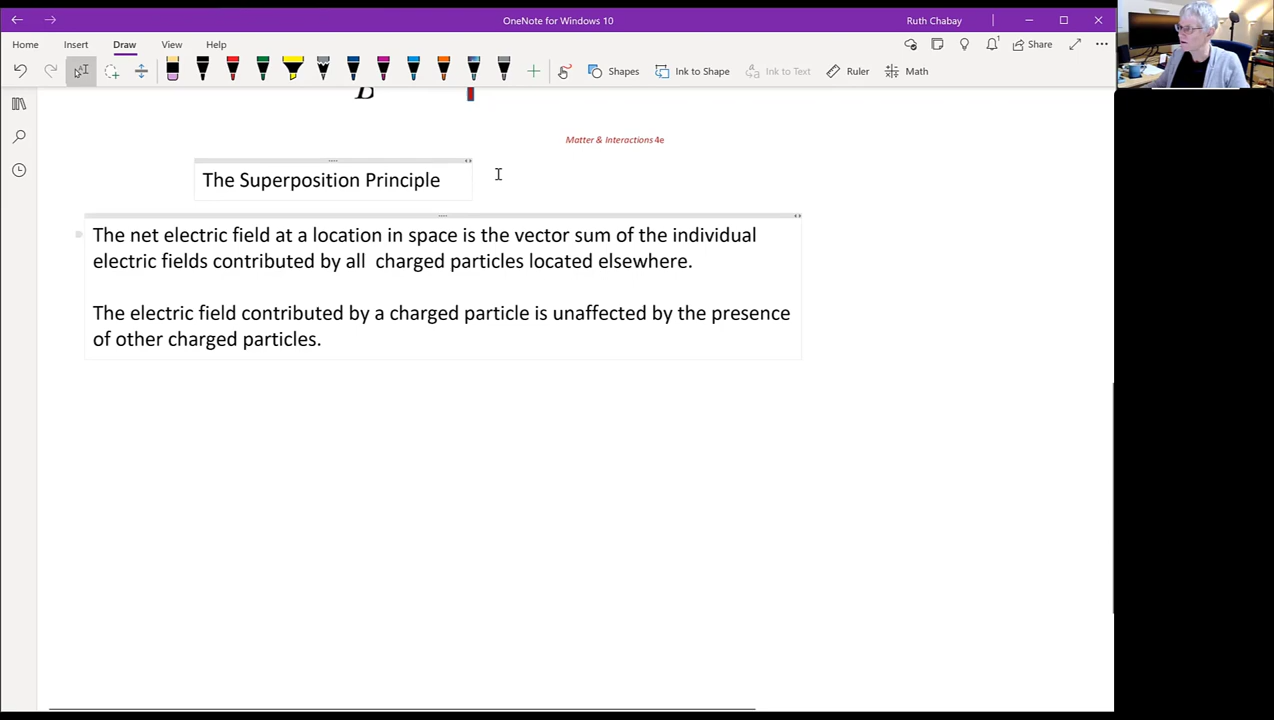 OneNote for Windows 10
Ruth Chabay
Home Insert Draw View Help
Share
Shapes Ink to Shape Ink to Text Ruler Math
Matter & Interactions 4e
The Superposition Principle
The net electric field at a location in space is the vector sum of the individual
electric fields contributed by all charged particles located elsewhere.
The electric field contributed by a charged particle is unaffected by the presence
of other charged particles.